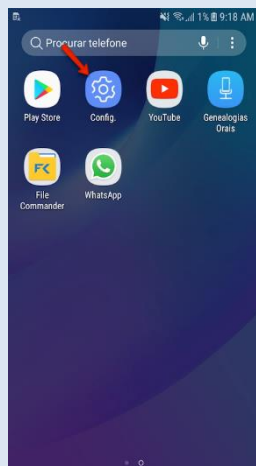 1% 9:18 AM
Procurar telefone
Play Store
Config.
YouTube
Genealogias
Orais
File
Commander
WhatsApp